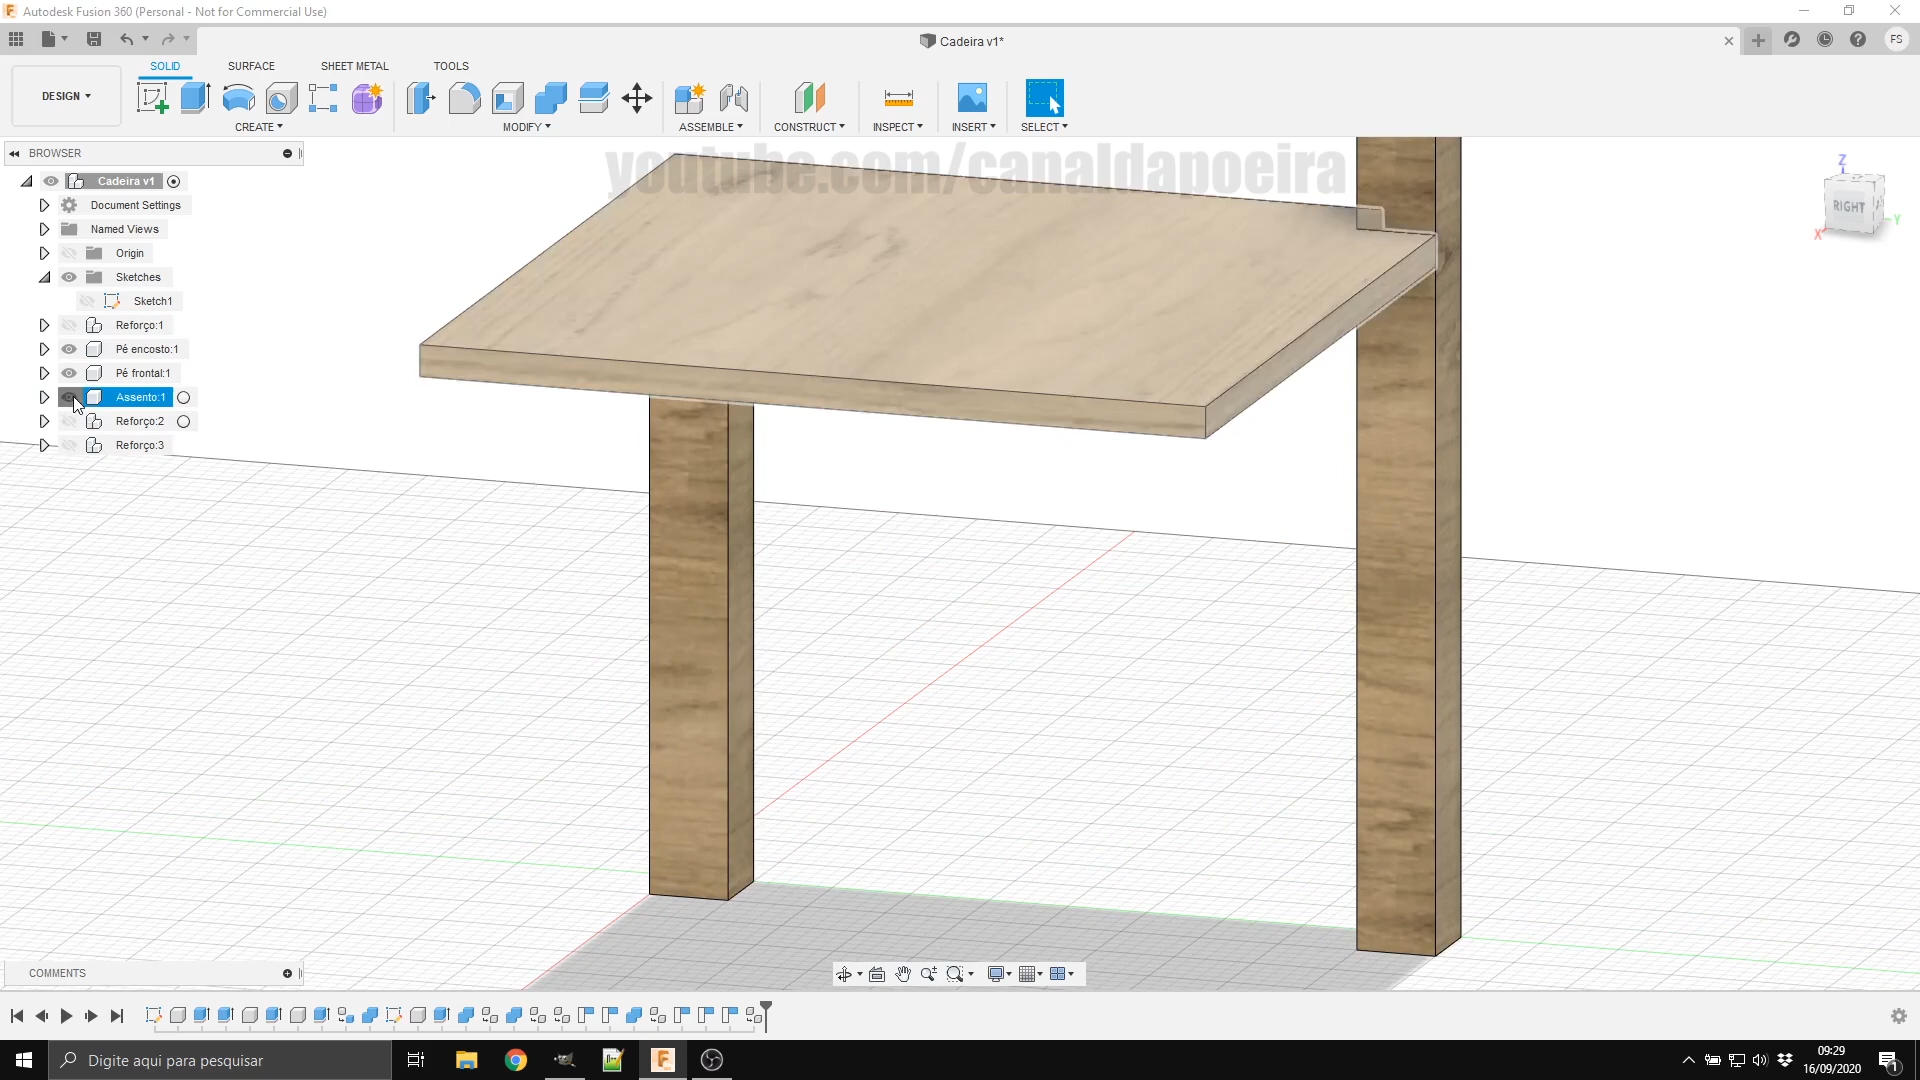 Autodesk Fusion 360 (Personal - Not for Commercial Use)
Cadeira v1*
FS
DESIGN
SOLID
SURFACE
SHEET METAL
TOOLS
CREATE
MODIFY
ASSEMBLE
CONSTRUCT
INSPECT
INSERT
SELECT
BROWSER
Cadeira v1
Document Settings
Named Views
Origin
Sketches
Sketch1
Reforço:1
Pé encosto:1
Pé frontal:1
Assento:1
Reforço:2
Reforço:3
youtube.com/canaldapoeira
Z
RIGHT
Y
X
COMMENTS
Digite aqui para pesquisar
09:29
16/09/2020
1